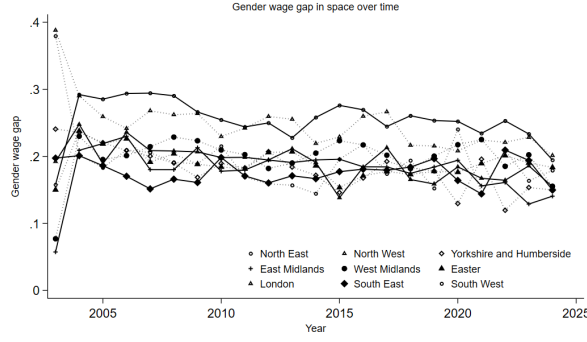 Gender wage gap in space over time
Gender wage gap
.4
.3
.2
.1
0
North East North West Yorkshire and Humberside
East Midlands West Midlands Easter
London South East South West
2005 2010 2015 2020 2025
Year